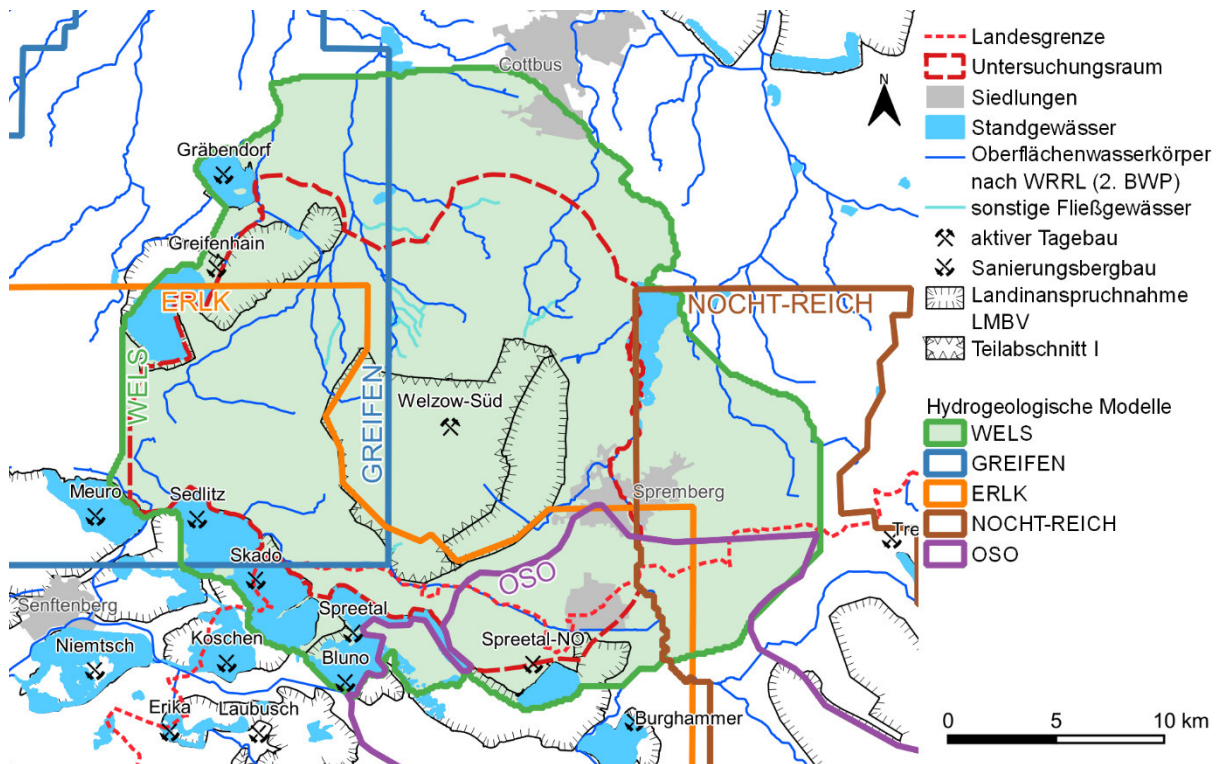 Cottbus
Gräbendorf
Greifenhain
ERLK
NOCHT-REICH
WELS
GREIFEN
Welzow-Süd
Meuro
Sedlitz
Spremberg
Skado
OSO
Tre
Senftenberg
Spreetal
Niemtsch
Koschen
Bluno
Spreetal-NO
Erika
Laubusch
Burghammer
N
Landesgrenze
Untersuchungsraum
Siedlungen
Standgewässer
Oberflächenwasserkörper
nach WRRL (2. BWP)
sonstige Fließgewässer
aktiver Tagebau
Sanierungsbergbau
Landinanspruchnahme
LMBV
Teilabschnitt I
Hydrogeologische Modelle
WELS
GREIFEN
ERLK
NOCHT-REICH
OSO
0 5 10 km